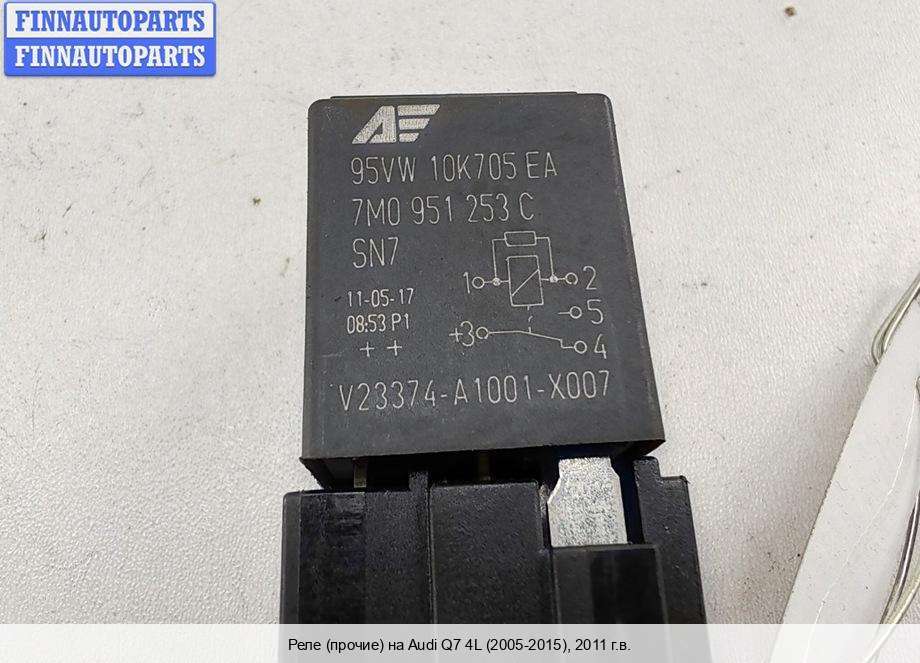 FINNAUTOPARTS
FINNAUTOPARTS
95VW 10K705 EA
7M0 951 253 C
SN7
11-05-17
08:53 P1
+ +
1
2
5
+3
4
V23374-A1001-X007
Реле (прочие) на Audi Q7 4L (2005-2015), 2011 г.в.